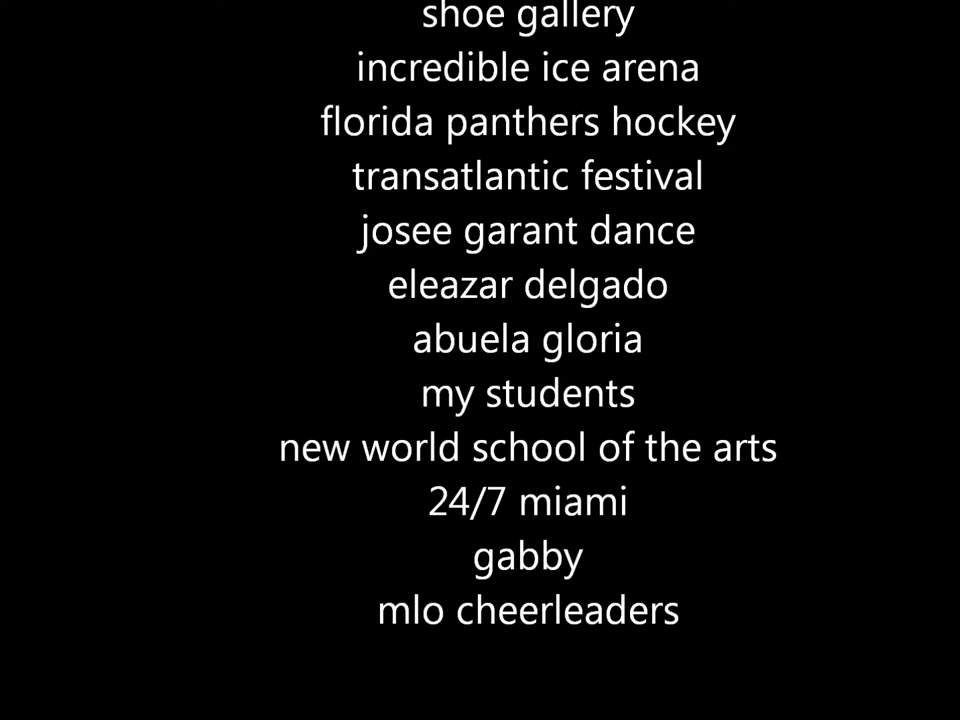 shoe gallery
incredible ice arena
florida panthers hockey
transatlantic festival
josee garant dance
eleazar delgado
abuela gloria
my students
new world school of the arts
24/7 miami
gabby
mlo cheerleaders